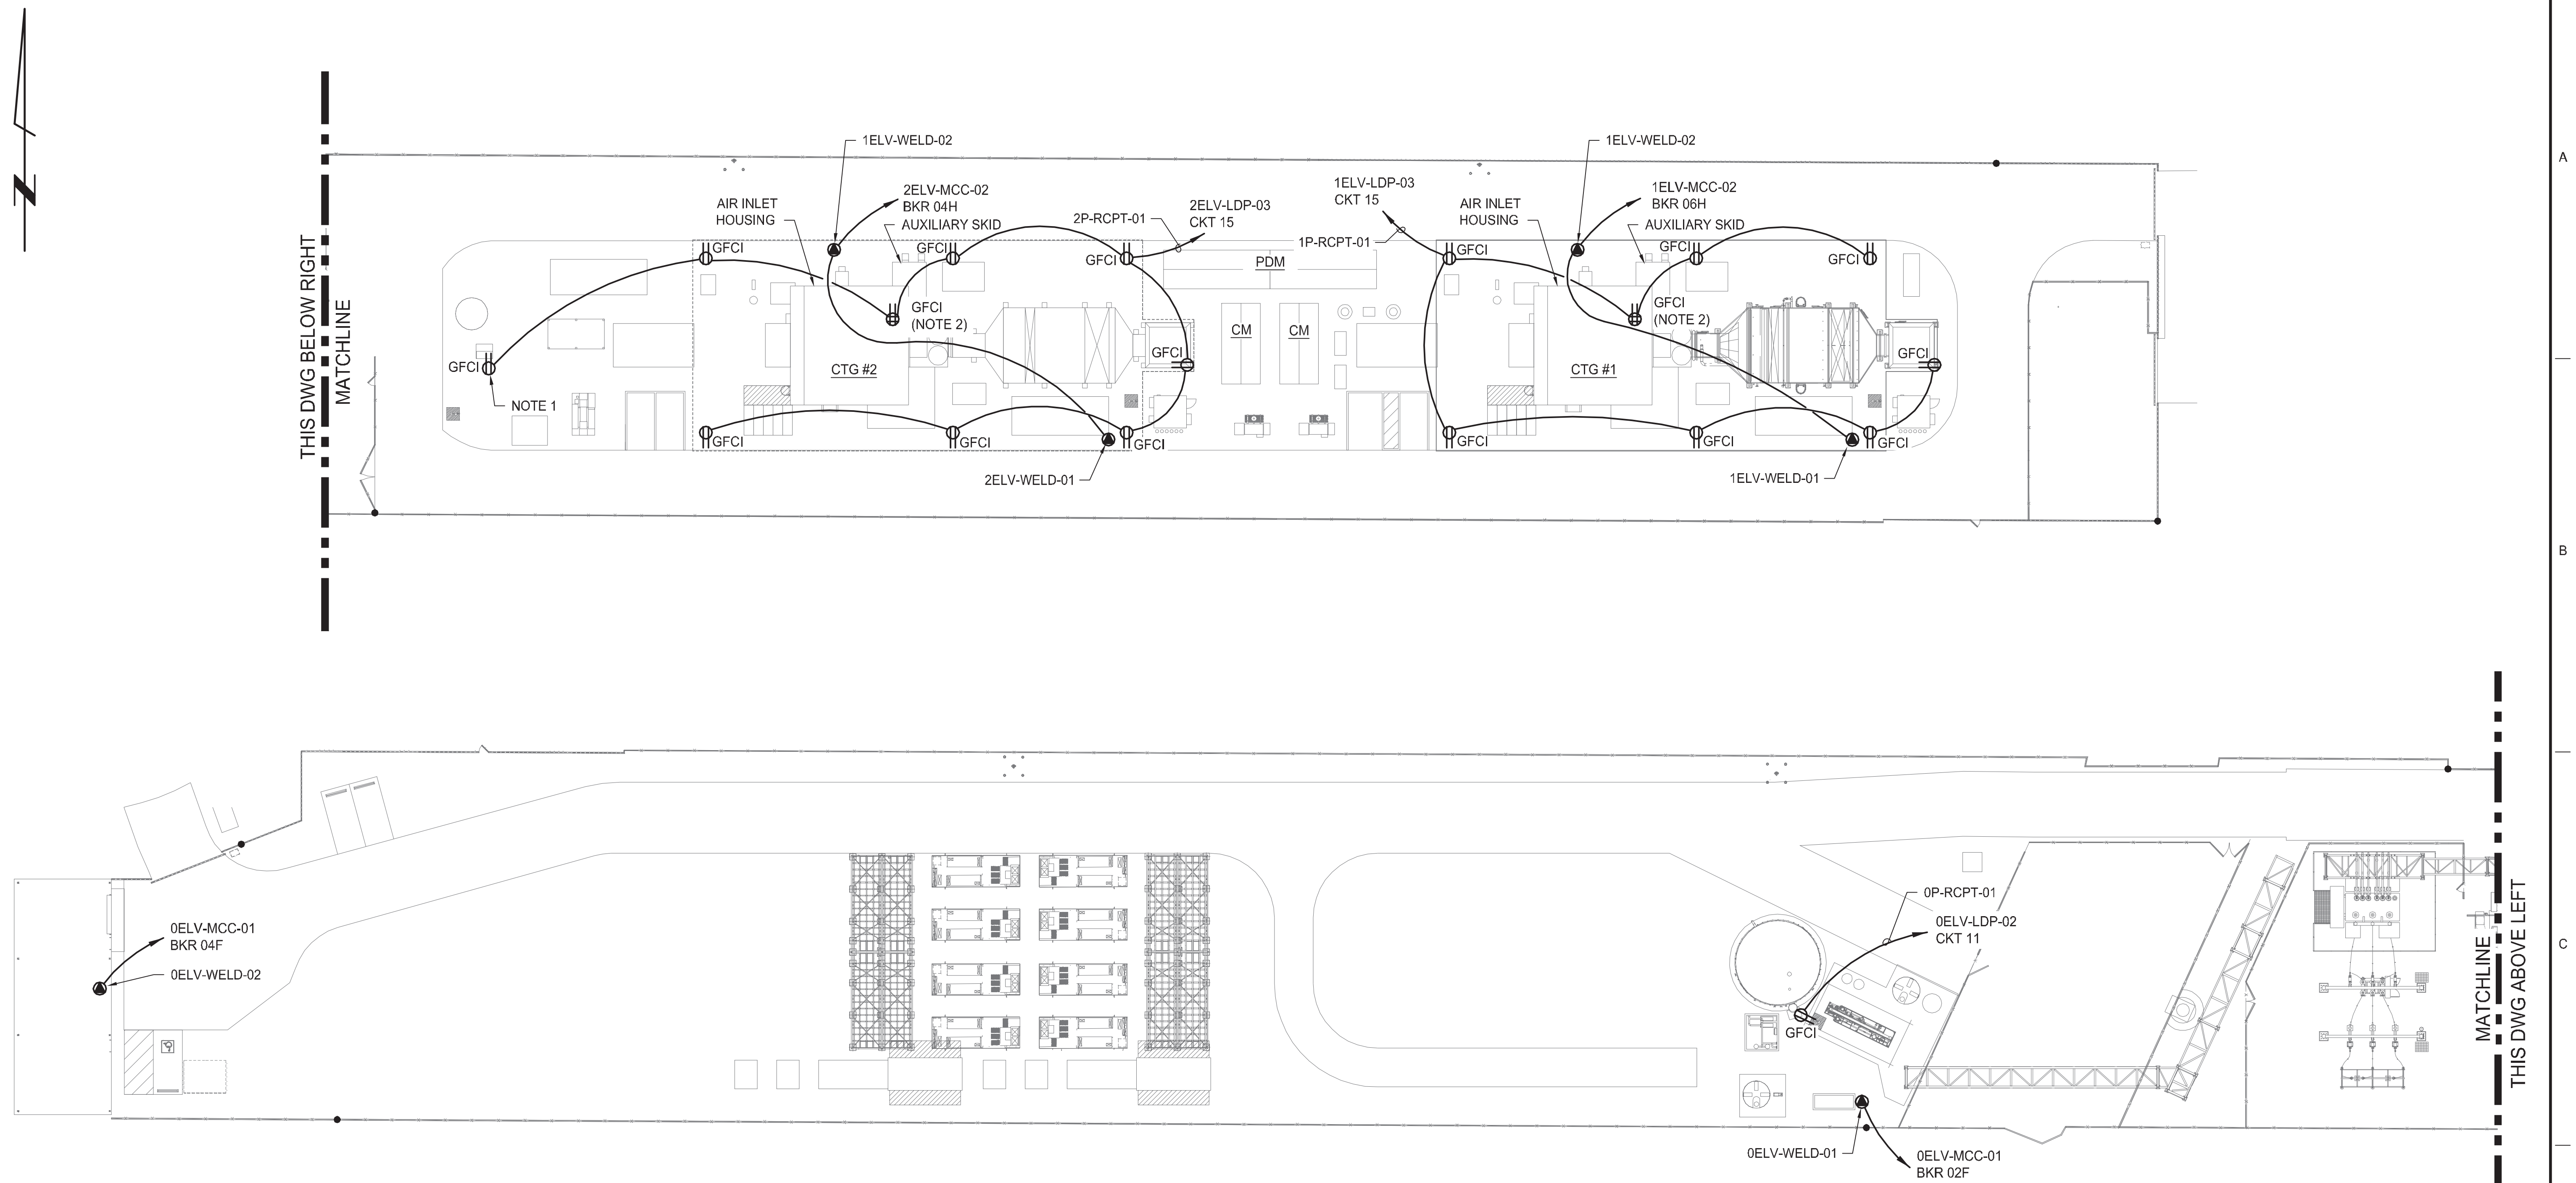 N
A
1ELV-WELD-02
1ELV-WELD-02
2ELV-MCC-02
BKR 04H
AIR INLET
HOUSING
AUXILIARY SKID
2P-RCPT-01
2ELV-LDP-03
CKT 15
1ELV-LDP-03
CKT 15
1P-RCPT-01
AIR INLET
HOUSING
1ELV-MCC-02
BKR 06H
AUXILIARY SKID
GFCI
GFCI
GFCI
PDM
GFCI
GFCI
GFCI
THIS DWG BELOW RIGHT
MATCHLINE
GFCI
(NOTE 2)
GFCI
(NOTE 2)
CM
CM
GFCI
GFCI
GFCI
CTG #2
CTG #1
NOTE 1
GFCI
GFCI
GFCI
GFCI
GFCI
GFCI
2ELV-WELD-01
1ELV-WELD-01
B
0P-RCPT-01
0ELV-LDP-02
CKT 11
0ELV-MCC-01
BKR 04F
0ELV-WELD-02
C
GFCI
MATCHLINE
THIS DWG ABOVE LEFT
0ELV-WELD-01
0ELV-MCC-01
BKR 02F